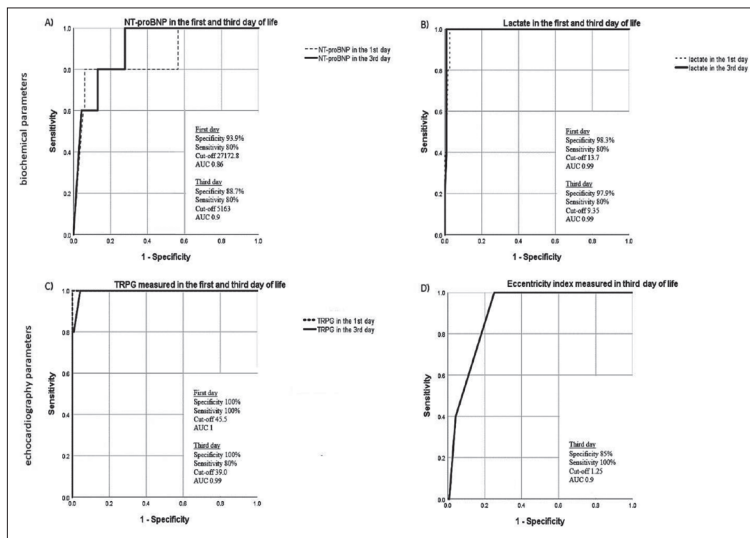 biochemical parameters
echocardiography parameters
A)
NT-proBNP in the first and third day of life
NT-proBNP in the 1st day
NT-proBNP in the 3rd day
Sensitivity
1.0
0.8
0.6
0.4
0.2
0.0
0.0 0.2 0.4 0.6 0.8 1.0
1 - Specificity
First day
Specificity 93.9%
Sensitivity 80%
Cut-off 27172.8
AUC 0.86
Third day
Specificity 88.7%
Sensitivity 80%
Cut-off 5163
AUC 0.9
B)
Lactate in the first and third day of life
lactate in the 1st day
lactate in the 3rd day
Sensitivity
1.0
0.8
0.6
0.4
0.2
0.0
0.0 0.2 0.4 0.6 0.8 1.0
1 - Specificity
First day
Specificity 98.3%
Sensitivity 80%
Cut-off 13.7
AUC 0.99
Third day
Specificity 97.9%
Sensitivity 80%
Cut-off 9.35
AUC 0.99
C)
TRPG measured in the first and third day of life
TRPG in the 1st day
TRPG in the 3rd day
Sensitivity
1.0
0.8
0.6
0.4
0.2
0.0
0.0 0.2 0.4 0.6 0.8 1.0
1 - Specificity
First day
Specificity 100%
Sensitivity 100%
Cut-off 45.5
AUC 1
Third day
Specificity 100%
Sensitivity 80%
Cut-off 39.0
AUC 0.99
D)
Eccentricity index measured in third day of life
Sensitivity
1.0
0.8
0.6
0.4
0.2
0.0
0.0 0.2 0.4 0.6 0.8 1.0
1 - Specificity
Third day
Specificity 85%
Sensitivity 100%
Cut-off 1.25
AUC 0.9